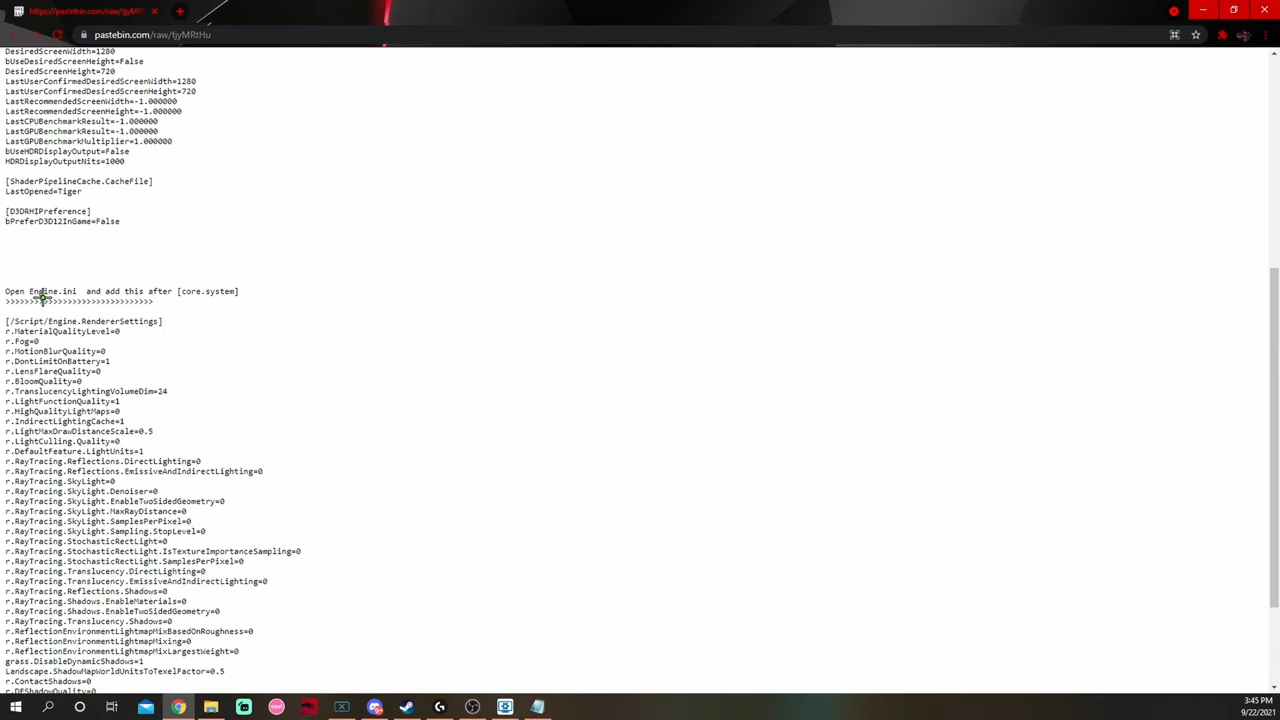 https://pastebin.com/raw/tjyMRt
pastebin.com/raw/tjyMRtHu
DesiredScreenWidth=1280
bUseDesiredScreenHeight=False
DesiredScreenHeight=720
LastUserConfirmedDesiredScreenWidth=1280
LastUserConfirmedDesiredScreenHeight=720
LastRecommendedScreenWidth=-1.000000
LastRecommendedScreenHeight=-1.000000
LastCPUBenchmarkResult=-1.000000
LastGPUBenchmarkResult=-1.000000
LastGPUBenchmarkMultiplier=1.000000
bUseHDRDisplayOutput=False
HDRDisplayOutputNits=1000
[ShaderPipelineCache.CacheFile]
LastOpened=Tiger
[D3DRHIPreference]
bPreferD3D12InGame=False
Open Engine.ini  and add this after [core.system]
>>>>>>>>>>>>>>>>>>>>>>>>>>>>>>>
[/Script/Engine.RendererSettings]
r.MaterialQualityLevel=0
r.Fog=0
r.MotionBlurQuality=0
r.DontLimitOnBattery=1
r.LensFlareQuality=0
r.BloomQuality=0
r.TranslucencyLightingVolumeDim=24
r.LightFunctionQuality=1
r.HighQualityLightMaps=0
r.IndirectLightingCache=1
r.LightMaxDrawDistanceScale=0.5
r.LightCulling.Quality=0
r.DefaultFeature.LightUnits=1
r.RayTracing.Reflections.DirectLighting=0
r.RayTracing.Reflections.EmissiveAndIndirectLighting=0
r.RayTracing.SkyLight=0
r.RayTracing.SkyLight.Denoiser=0
r.RayTracing.SkyLight.EnableTwoSidedGeometry=0
r.RayTracing.SkyLight.MaxRayDistance=0
r.RayTracing.SkyLight.SamplesPerPixel=0
r.RayTracing.SkyLight.Sampling.StopLevel=0
r.RayTracing.StochasticRectLight=0
r.RayTracing.StochasticRectLight.IsTextureImportanceSampling=0
r.RayTracing.StochasticRectLight.SamplesPerPixel=0
r.RayTracing.Translucency.DirectLighting=0
r.RayTracing.Translucency.EmissiveAndIndirectLighting=0
r.RayTracing.Reflections.Shadows=0
r.RayTracing.Shadows.EnableMaterials=0
r.RayTracing.Shadows.EnableTwoSidedGeometry=0
r.RayTracing.Translucency.Shadows=0
r.ReflectionEnvironmentLightmapMixBasedOnRoughness=0
r.ReflectionEnvironmentLightmapMixing=0
r.ReflectionEnvironmentLightmapMixLargestWeight=0
grass.DisableDynamicShadows=1
Landscape.ShadowMapWorldUnitsToTexelFactor=0.5
r.ContactShadows=0
r.DFShadowQuality=0
3:45 PM
9/22/2021